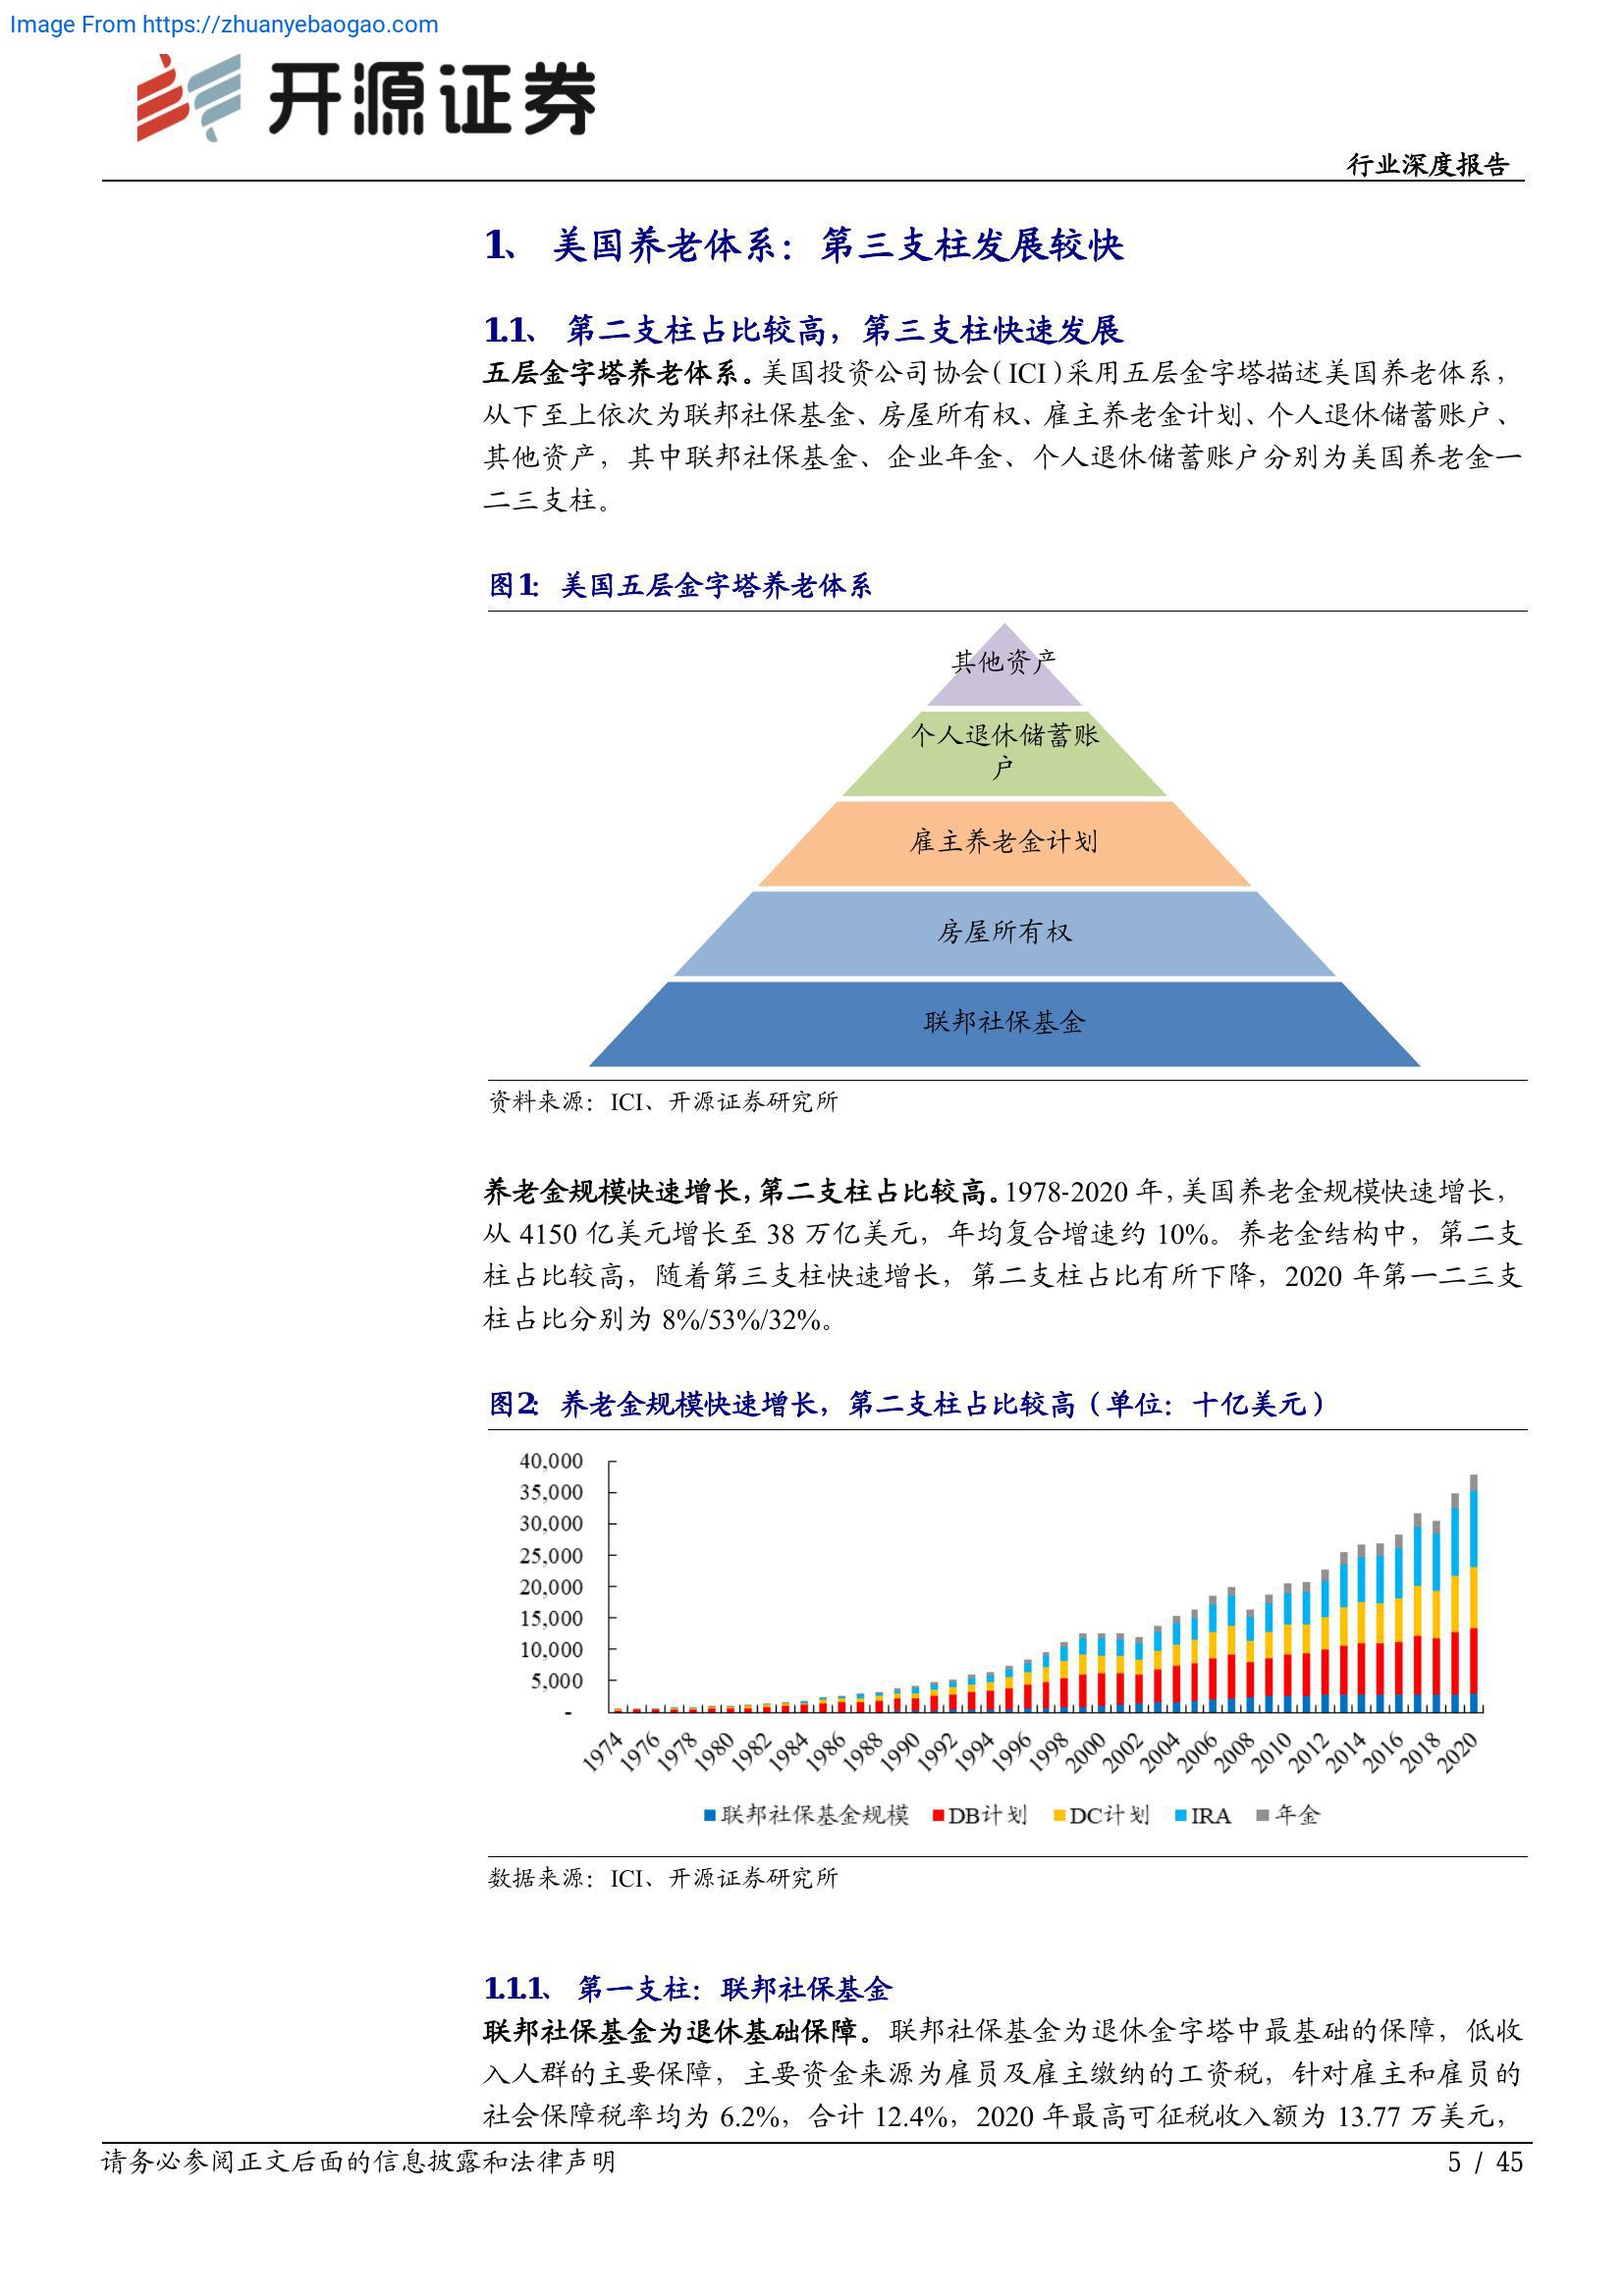 Image From https://zhuanyebaogao.com
开源证券
行业深度报告
1、 美国养老体系：第三支柱发展较快
1.1、 第二支柱占比较高，第三支柱快速发展
五层金字塔养老体系。美国投资公司协会（ICI）采用五层金字塔描述美国养老体系，
从下至上依次为联邦社保基金、房屋所有权、雇主养老金计划、个人退休储蓄账户、
其他资产，其中联邦社保基金、企业年金、个人退休储蓄账户分别为美国养老金一
二三支柱。
图1：美国五层金字塔养老体系
其他资产
个人退休储蓄账
户
雇主养老金计划
房屋所有权
联邦社保基金
资料来源：ICI、开源证券研究所
养老金规模快速增长，第二支柱占比较高。1978-2020 年，美国养老金规模快速增长，
从 4150 亿美元增长至 38 万亿美元，年均复合增速约 10%。养老金结构中，第二支
柱占比较高，随着第三支柱快速增长，第二支柱占比有所下降，2020 年第一二三支
柱占比分别为 8%/53%/32%。
图2：养老金规模快速增长，第二支柱占比较高（单位：十亿美元）
40,000
35,000
30,000
25,000
20,000
15,000
10,000
5,000
-
1974 1976 1978 1980 1982 1984 1986 1988 1990 1992 1994 1996 1998 2000 2002 2004 2006 2008 2010 2012 2014 2016 2018 2020
联邦社保基金规模 DB计划 DC计划 IRA 年金
数据来源：ICI、开源证券研究所
1.1.1、 第一支柱：联邦社保基金
联邦社保基金为退休基础保障。联邦社保基金为退休金字塔中最基础的保障，低收
入人群的主要保障，主要资金来源为雇员及雇主缴纳的工资税，针对雇主和雇员的
社会保障税率均为 6.2%，合计 12.4%，2020 年最高可征税收入额为 13.77 万美元，
请务必参阅正文后面的信息披露和法律声明
5 / 45